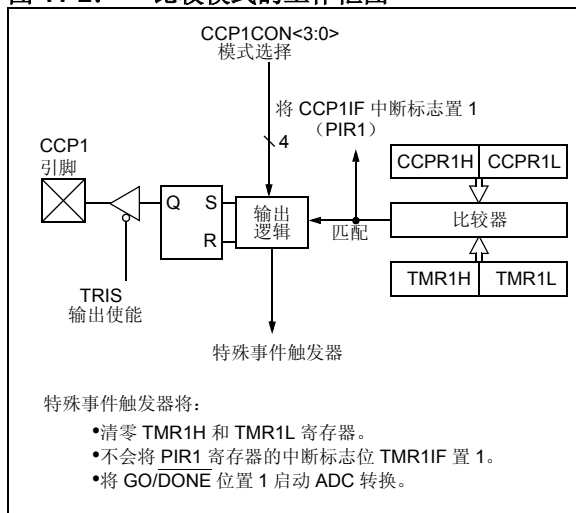 CCP1CON<3:0>
模式选择
将 CCP1IF 中断标志置 1
（PIR1）
4
CCP1
引脚
CCPR1H CCPR1L
Q S
R
输出
逻辑
匹配
比较器
TMR1H TMR1L
TRIS
输出使能
特殊事件触发器
特殊事件触发器将：
•清零 TMR1H 和 TMR1L 寄存器。
•不会将 PIR1 寄存器的中断标志位 TMR1IF 置 1。
•将 GO/DONE 位置 1 启动 ADC 转换。